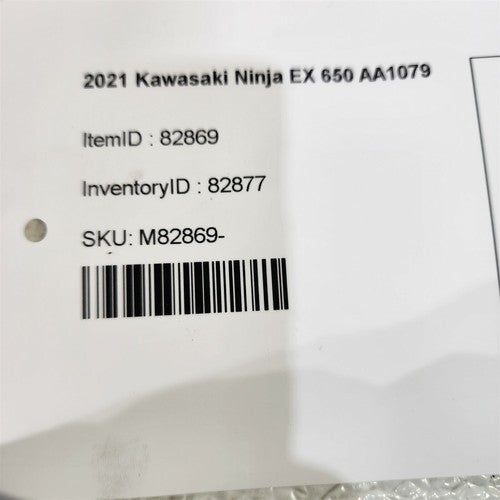 2021 Kawasaki Ninja EX 650 AA1079
ItemID : 82869
InventoryID : 82877
SKU: M82869-